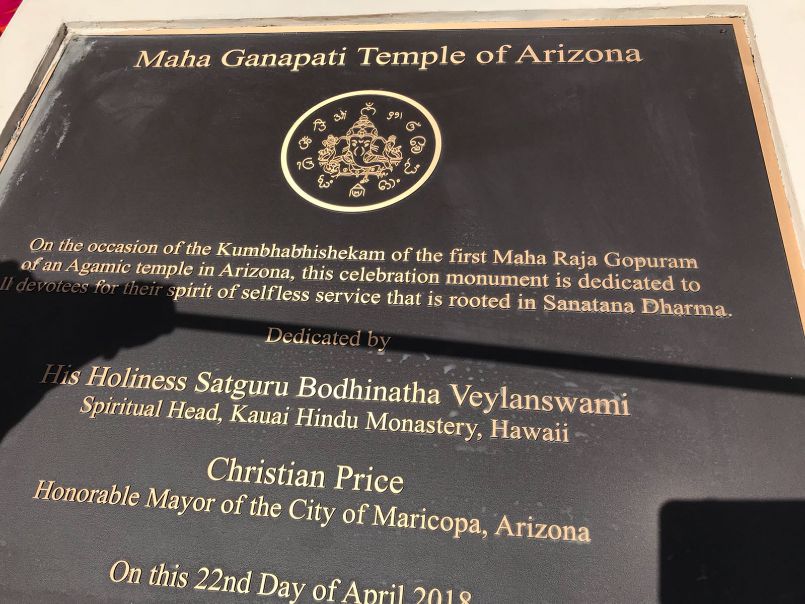 Maha Ganapati Temple of Arizona
On the occasion of the Kumbhabhishekam of the first Maha Raja Gopuram
of an Agamic temple in Arizona, this celebration monument is dedicated to
ll devotees for their spirit of selfless service that is rooted in Sanatana Dharma.
Dedicated by
His Holiness Satguru Bodhinatha Veylanswami
Spiritual Head, Kauai Hindu Monastery, Hawaii
Christian Price
Honorable Mayor of the City of Maricopa, Arizona
On this 22nd Day of April 2018